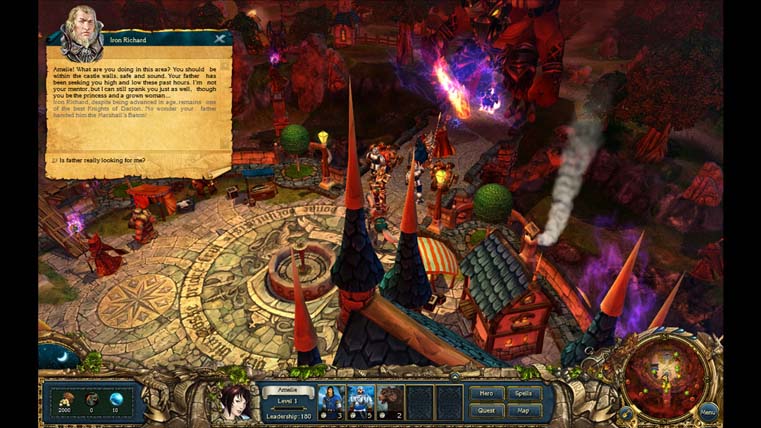 Iron Richard
Amelie! What are you doing in this area? You should be
within the castle walls, safe and sound. Your father has
been seeking you high and low these past hours. I'm not
your mentor, but I can still spank you just as well, though
you be the princess and a grown woman...
Iron Richard, despite being advanced in age, remains one
of the best Knights of Darion. No wonder your father
handed him the Marshall's Baton!
Is father really looking for me?
2000
0
10
Amelie
Level 1
Leadership: 180
3
5
2
Hero
Spells
Quest
Map
Menu